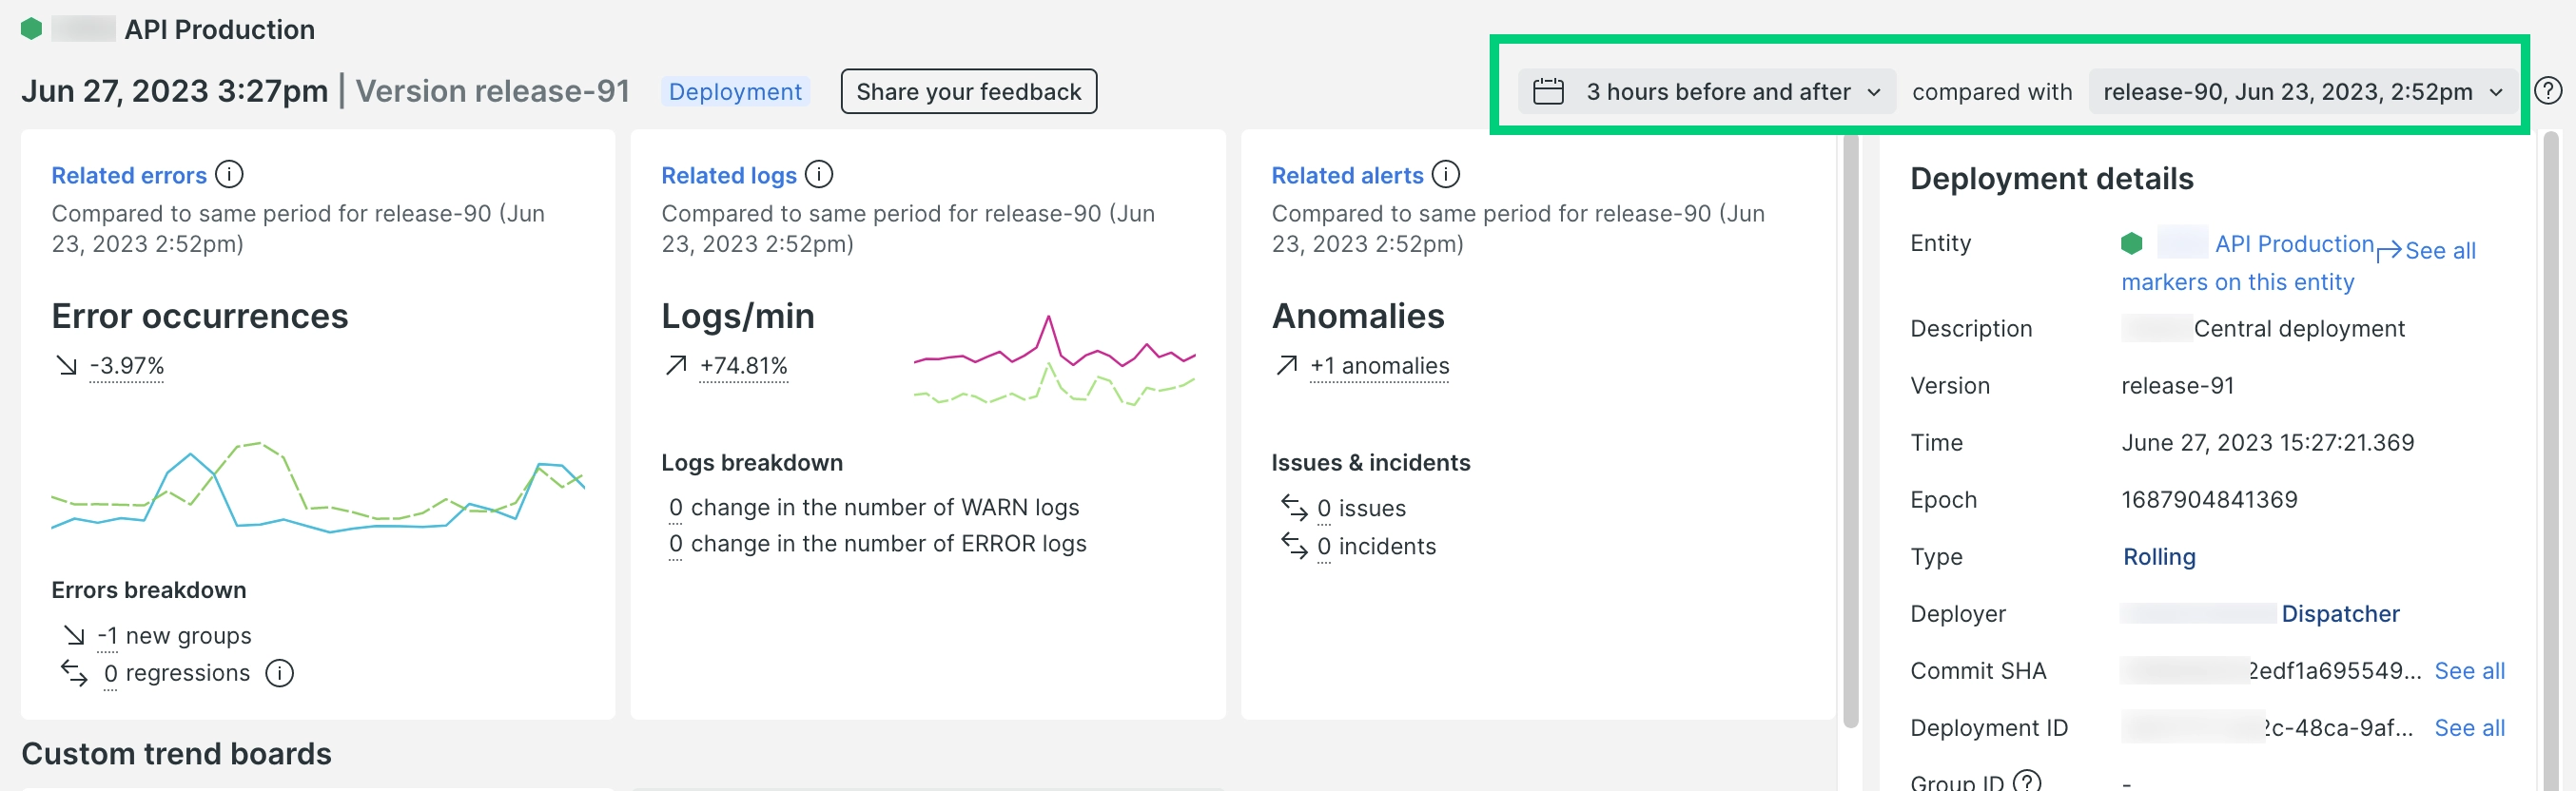 API Production
Jun 27, 2023 3:27pm | Version release-91 Deployment Share your feedback
3 hours before and after compared with release-90, Jun 23, 2023, 2:52pm
Related errors
Compared to same period for release-90 (Jun
23, 2023 2:52pm)
Error occurrences
-3.97%
Errors breakdown
-1 new groups
0 regressions
Related logs
Compared to same period for release-90 (Jun
23, 2023 2:52pm)
Logs/min
+74.81%
Logs breakdown
0 change in the number of WARN logs
0 change in the number of ERROR logs
Related alerts
Compared to same period for release-90 (Jun
23, 2023 2:52pm)
Anomalies
+1 anomalies
Issues & incidents
0 issues
0 incidents
Custom trend boards
Deployment details
Entity API Production See all
markers on this entity
Description Central deployment
Version release-91
Time June 27, 2023 15:27:21.369
Epoch 1687904841369
Type Rolling
Deployer Dispatcher
Commit SHA 2edf1a695549... See all
Deployment ID 2c-48ca-9af... See all
Group ID -